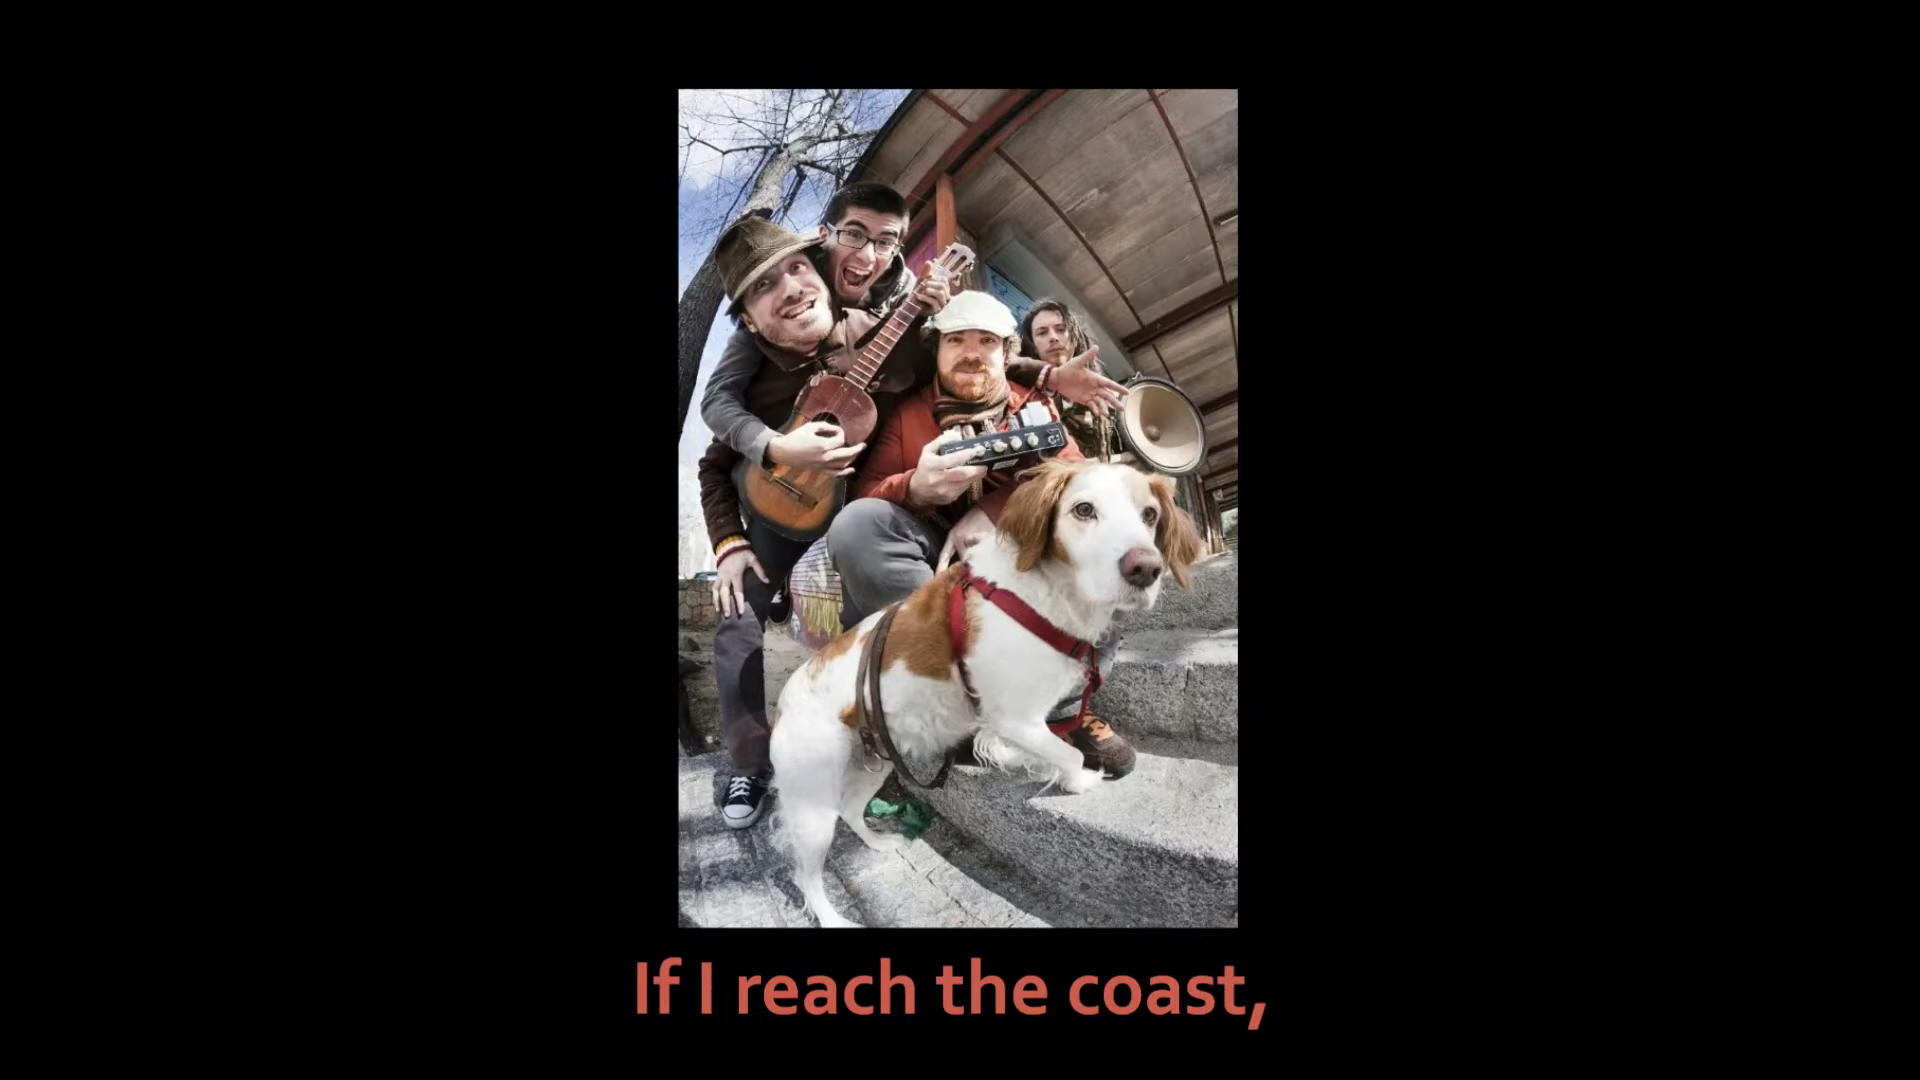 If I reach the coast,